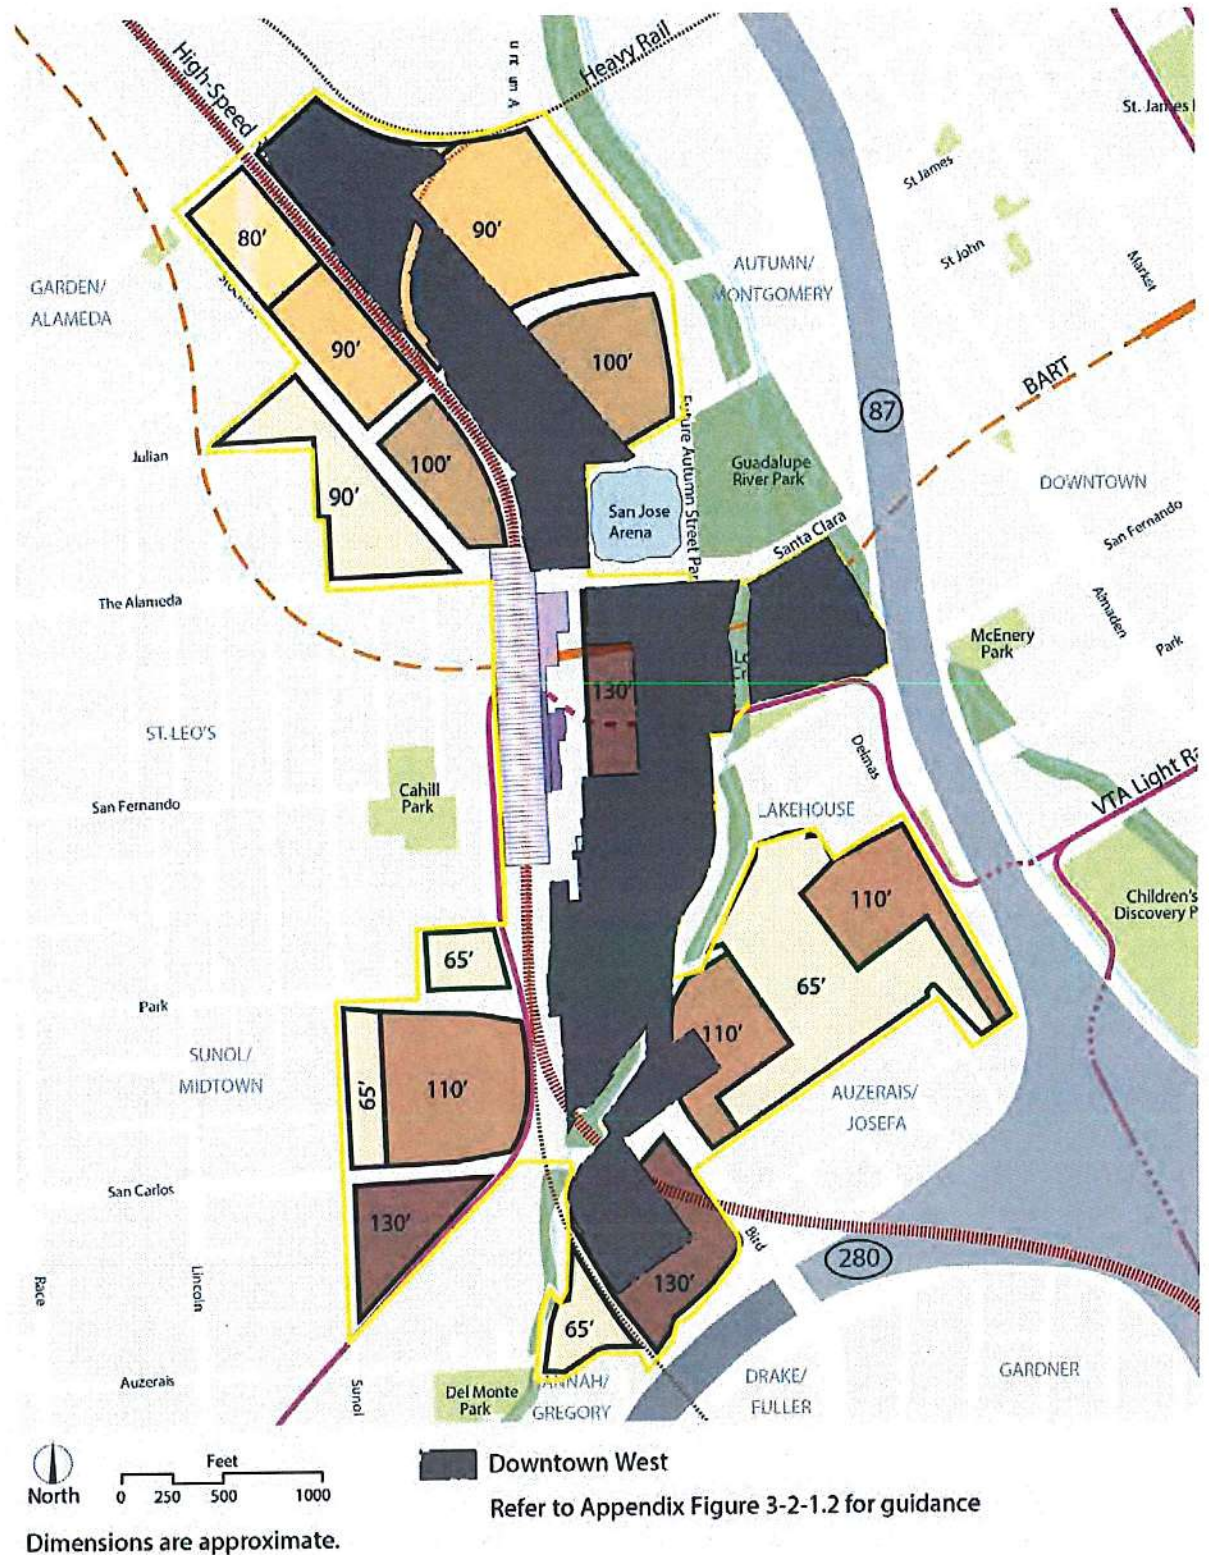 High-Speed
Heavy Rail
St. James
St James
St John
Market
80'
90'
GARDEN/
ALAMEDA
AUTUMN/
MONTGOMERY
90'
100'
BART
87
Julian
100'
90'
San Jose
Arena
Guadalupe
River Park
DOWNTOWN
San Fernando
Santa Clara
The Alameda
Almaden
McEnery
Park
Park
130'
ST. LEO'S
Delmas
San Fernando
Cahill
Park
LAKEHOUSE
VTA Light Ra
110'
Children's
Discovery P
65'
65'
Park
110'
SUNOL/
MIDTOWN
65'
110'
AUZERAIS/
JOSEFA
San Carlos
130'
Bird
280
Race
Lincoln
130'
65'
Auzerais
Sunol
Del Monte
Park
ANNAH/
GREGORY
DRAKE/
FULLER
GARDNER
North
Feet
0 250 500 1000
Downtown West
Refer to Appendix Figure 3-2-1.2 for guidance
Dimensions are approximate.